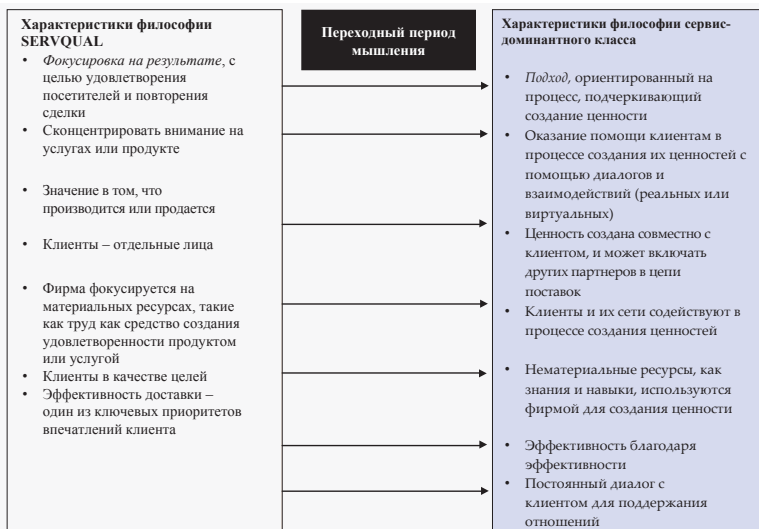 Характеристики философии
SERVQUAL
• Фокусировка на результате, с
целью удовлетворения
посетителей и повторения
сделки
• Сконцентрировать внимание на
услугах или продукте
• Значение в том, что
производится или продается
• Клиенты – отдельные лица
• Фирма фокусируется на
материальных ресурсах, такие
как труд как средство создания
удовлетворенности продуктом
или услугой
• Клиенты в качестве целей
• Эффективность доставки –
один из ключевых приоритетов
впечатлений клиента
Переходный период
мышления
Характеристики философии сервис-
доминантного класса
• Подход, ориентированный на
процесс, подчеркивающий
создание ценности
• Оказание помощи клиентам в
процессе создания их ценностей с
помощью диалогов и
взаимодействий (реальных или
виртуальных)
• Ценность создана совместно с
клиентом, и может включать
других партнеров в цепи
поставок
• Клиенты и их сети содействуют в
процессе создания ценностей
• Нематериальные ресурсы, как
знания и навыки, используются
фирмой для создания ценности
• Эффективность благодаря
эффективности
• Постоянный диалог с
клиентом для поддержания
отношений